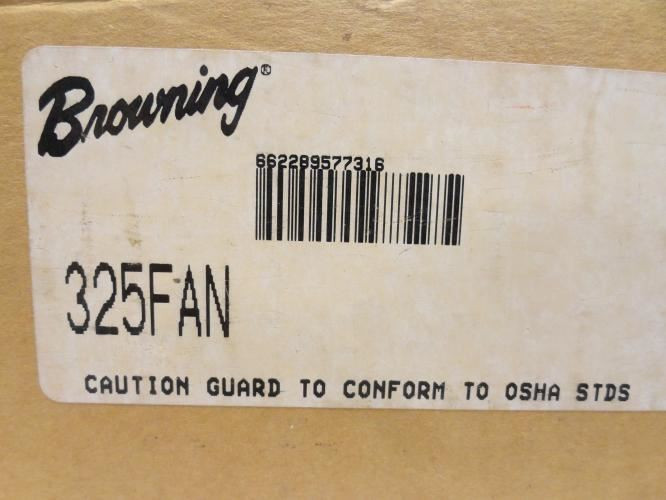 Browning®
662289577316
325FAN
CAUTION GUARD TO CONFORM TO OSHA STDS